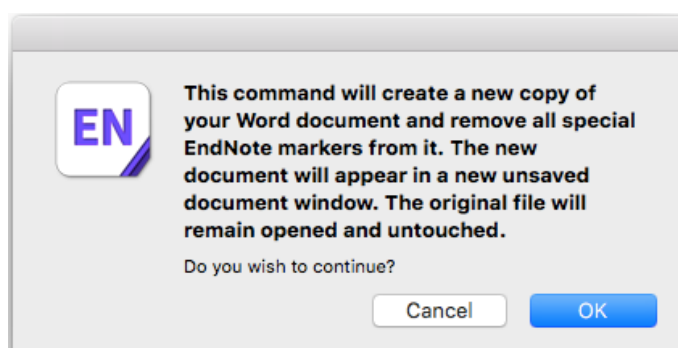 EN
This command will create a new copy of
your Word document and remove all special
EndNote markers from it. The new
document will appear in a new unsaved
document window. The original file will
remain opened and untouched.
Do you wish to continue?
Cancel OK